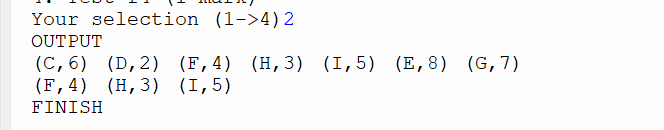 Your selection (1->4)2
OUTPUT
(C,6) (D,2) (F,4) (H,3) (I,5) (E,8) (G,7)
(F,4) (H,3) (I,5)
FINISH